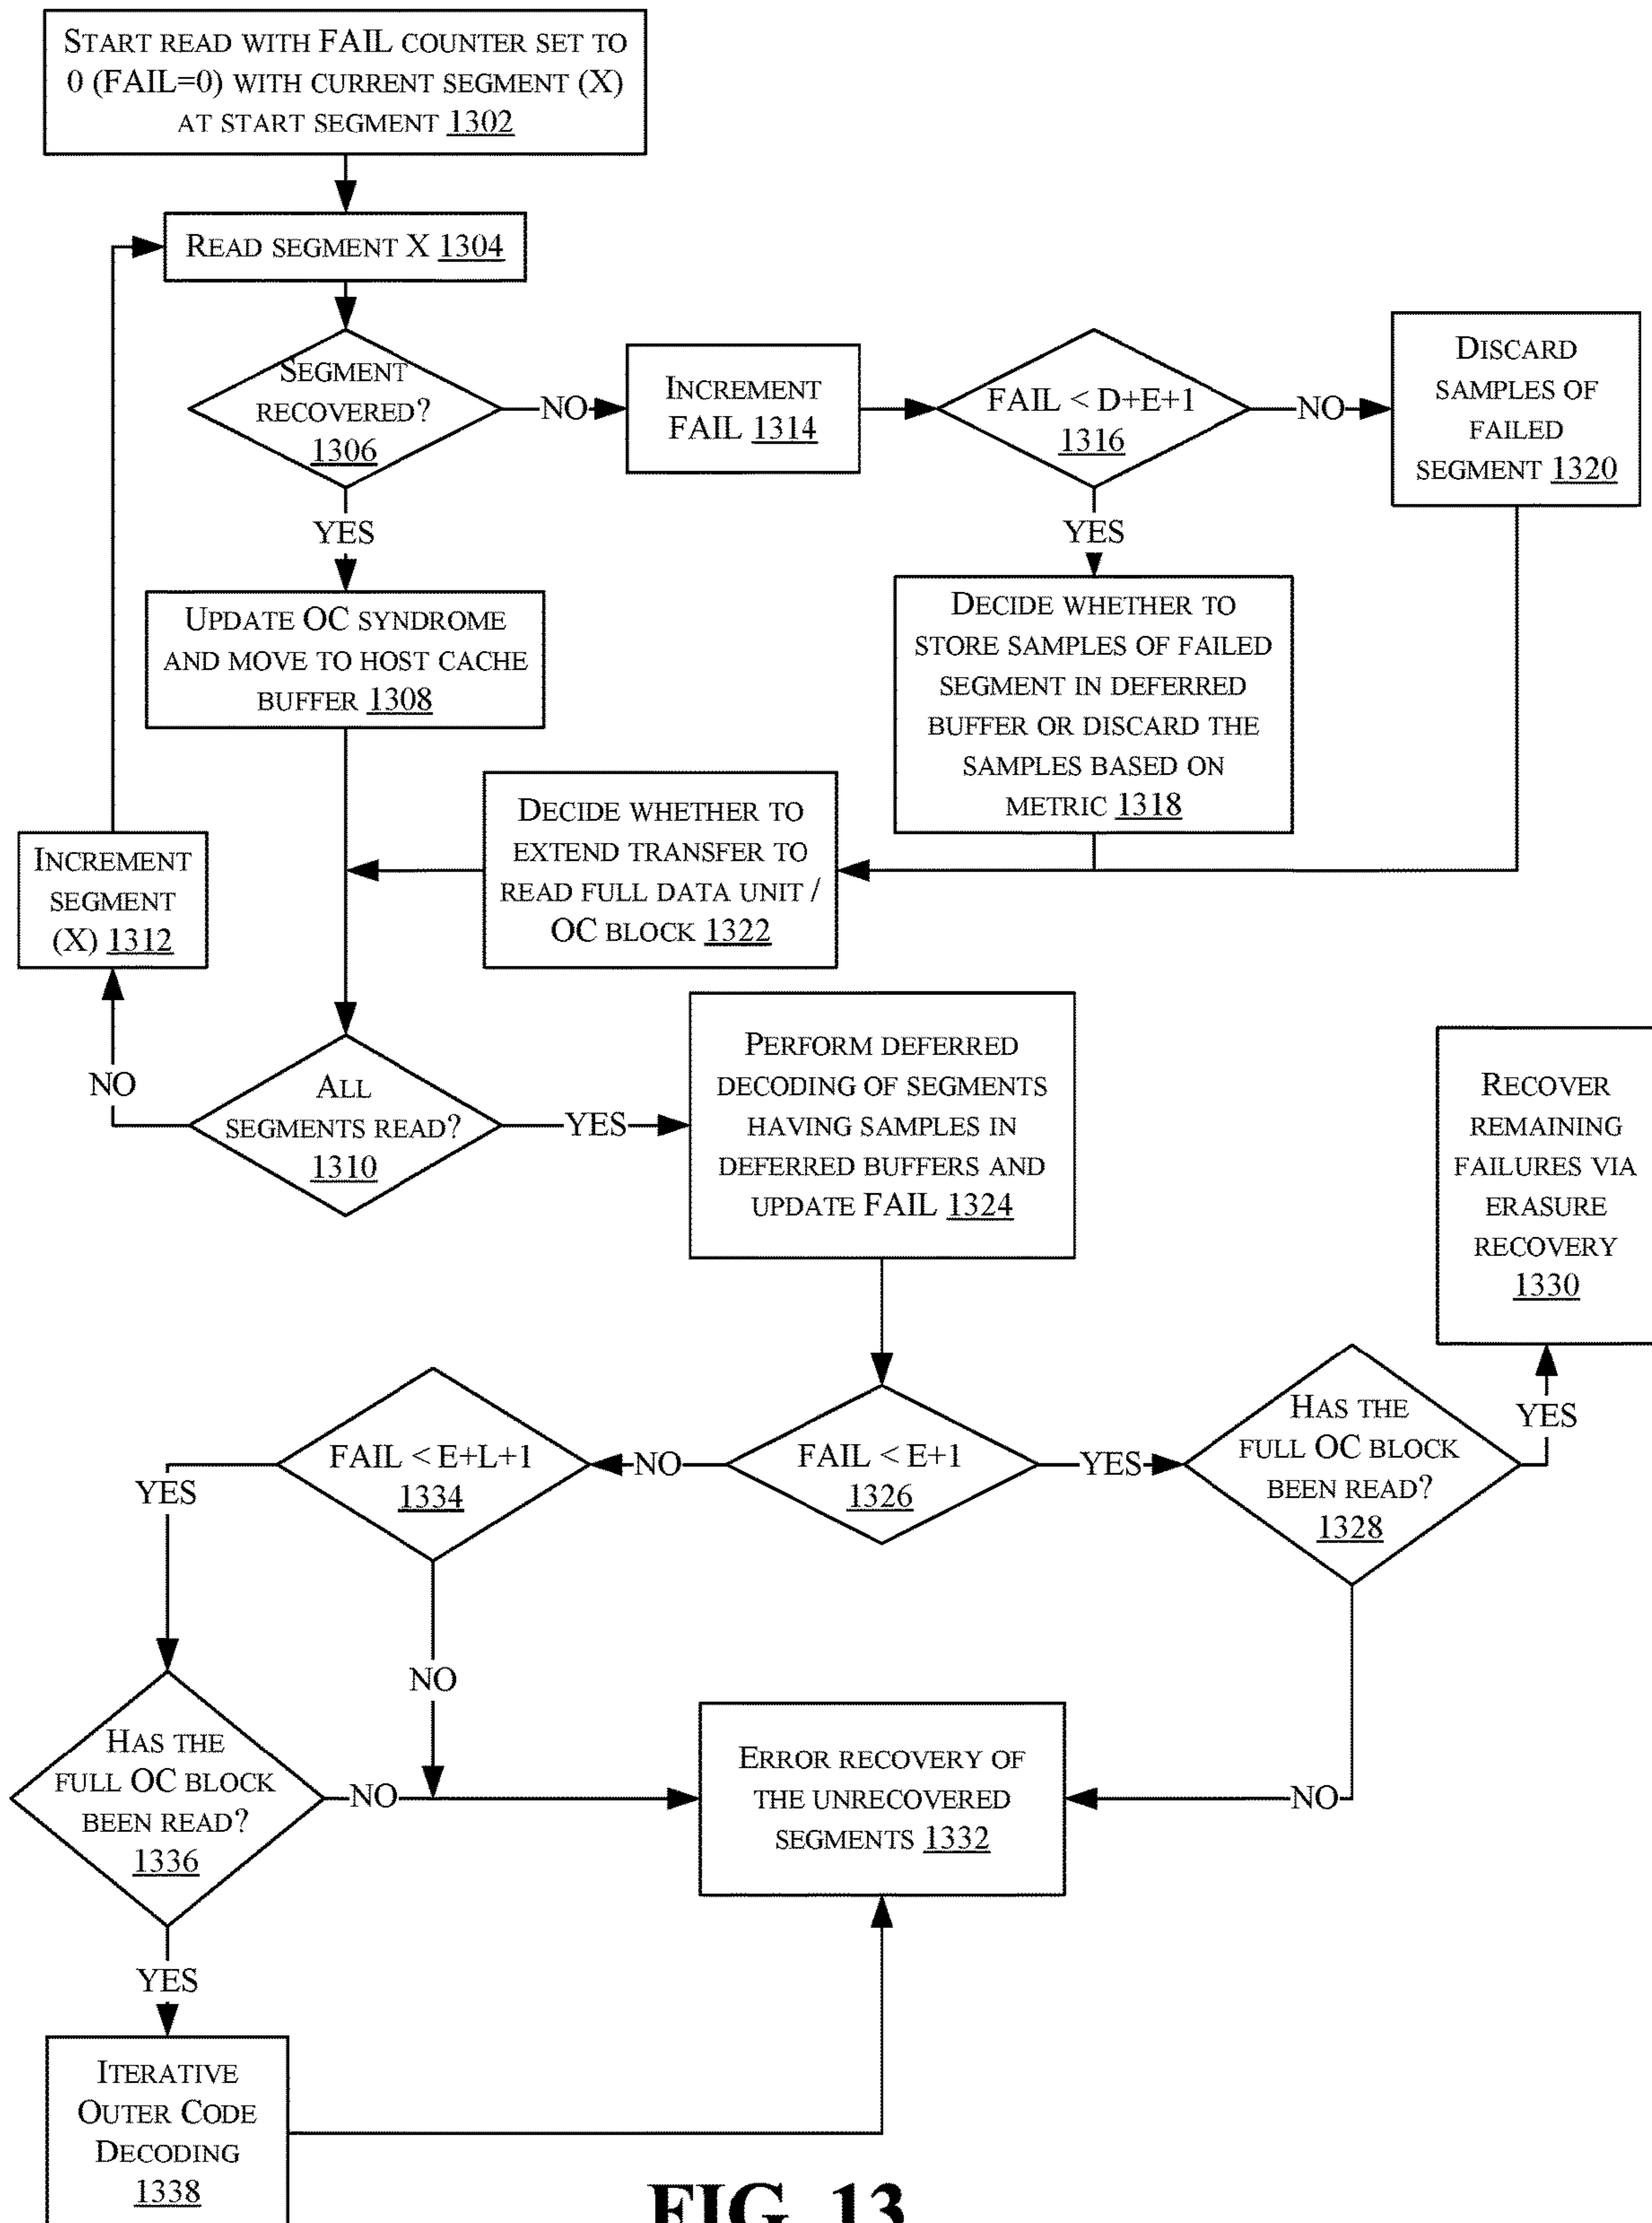 START READ WITH FAIL COUNTER SET TO
0 (FAIL=0) WITH CURRENT SEGMENT (X)
AT START SEGMENT 1302
READ SEGMENT X 1304
SEGMENT
RECOVERED?
1306
NO
INCREMENT
FAIL 1314
FAIL < D+E+1
1316
NO
DISCARD
SAMPLES OF
FAILED
SEGMENT 1320
YES
YES
UPDATE OC SYNDROME
AND MOVE TO HOST CACHE
BUFFER 1308
DECIDE WHETHER TO
STORE SAMPLES OF FAILED
SEGMENT IN DEFERRED
BUFFER OR DISCARD THE
SAMPLES BASED ON
METRIC 1318
DECIDE WHETHER TO
EXTEND TRANSFER TO
READ FULL DATA UNIT /
OC BLOCK 1322
INCREMENT
SEGMENT
(X) 1312
NO
ALL
SEGMENTS READ?
1310
YES
PERFORM DEFERRED
DECODING OF SEGMENTS
HAVING SAMPLES IN
DEFERRED BUFFERS AND
UPDATE FAIL 1324
RECOVER
REMAINING
FAILURES VIA
ERASURE
RECOVERY
1330
YES
FAIL < E+L+1
1334
NO
FAIL < E+1
1326
YES
HAS THE
FULL OC BLOCK
BEEN READ?
1328
YES
NO
HAS THE
FULL OC BLOCK
BEEN READ?
1336
NO
ERROR RECOVERY OF
THE UNRECOVERED
SEGMENTS 1332
NO
YES
ITERATIVE
OUTER CODE
DECODING
1338
FIG. 13